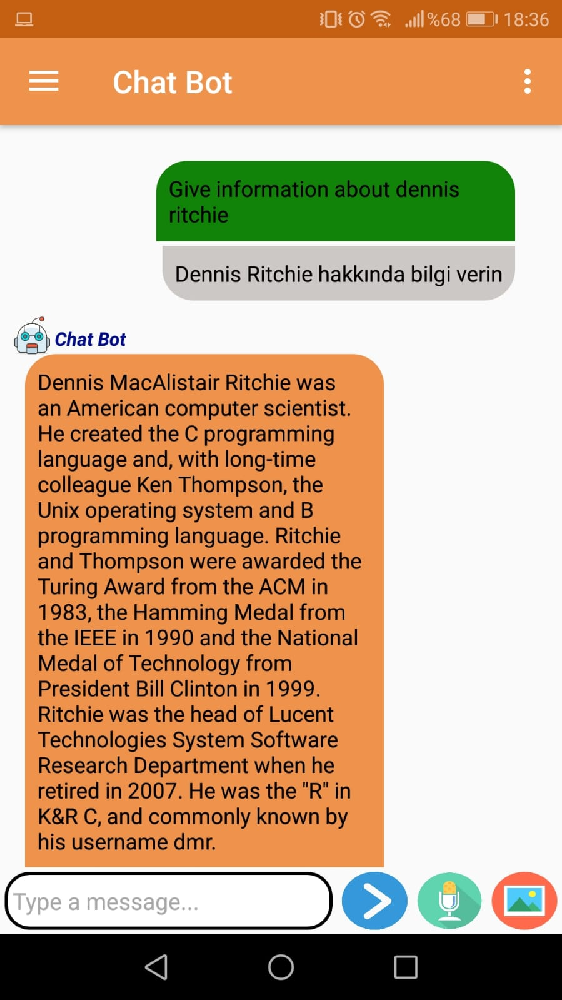 %68 18:36
Chat Bot
Give information about dennis
ritchie
Dennis Ritchie hakkında bilgi verin
Chat Bot
Dennis MacAlistair Ritchie was
an American computer scientist.
He created the C programming
language and, with long-time
colleague Ken Thompson, the
Unix operating system and B
programming language. Ritchie
and Thompson were awarded the
Turing Award from the ACM in
1983, the Hamming Medal from
the IEEE in 1990 and the National
Medal of Technology from
President Bill Clinton in 1999.
Ritchie was the head of Lucent
Technologies System Software
Research Department when he
retired in 2007. He was the "R" in
K&R C, and commonly known by
his username dmr.
Type a message...